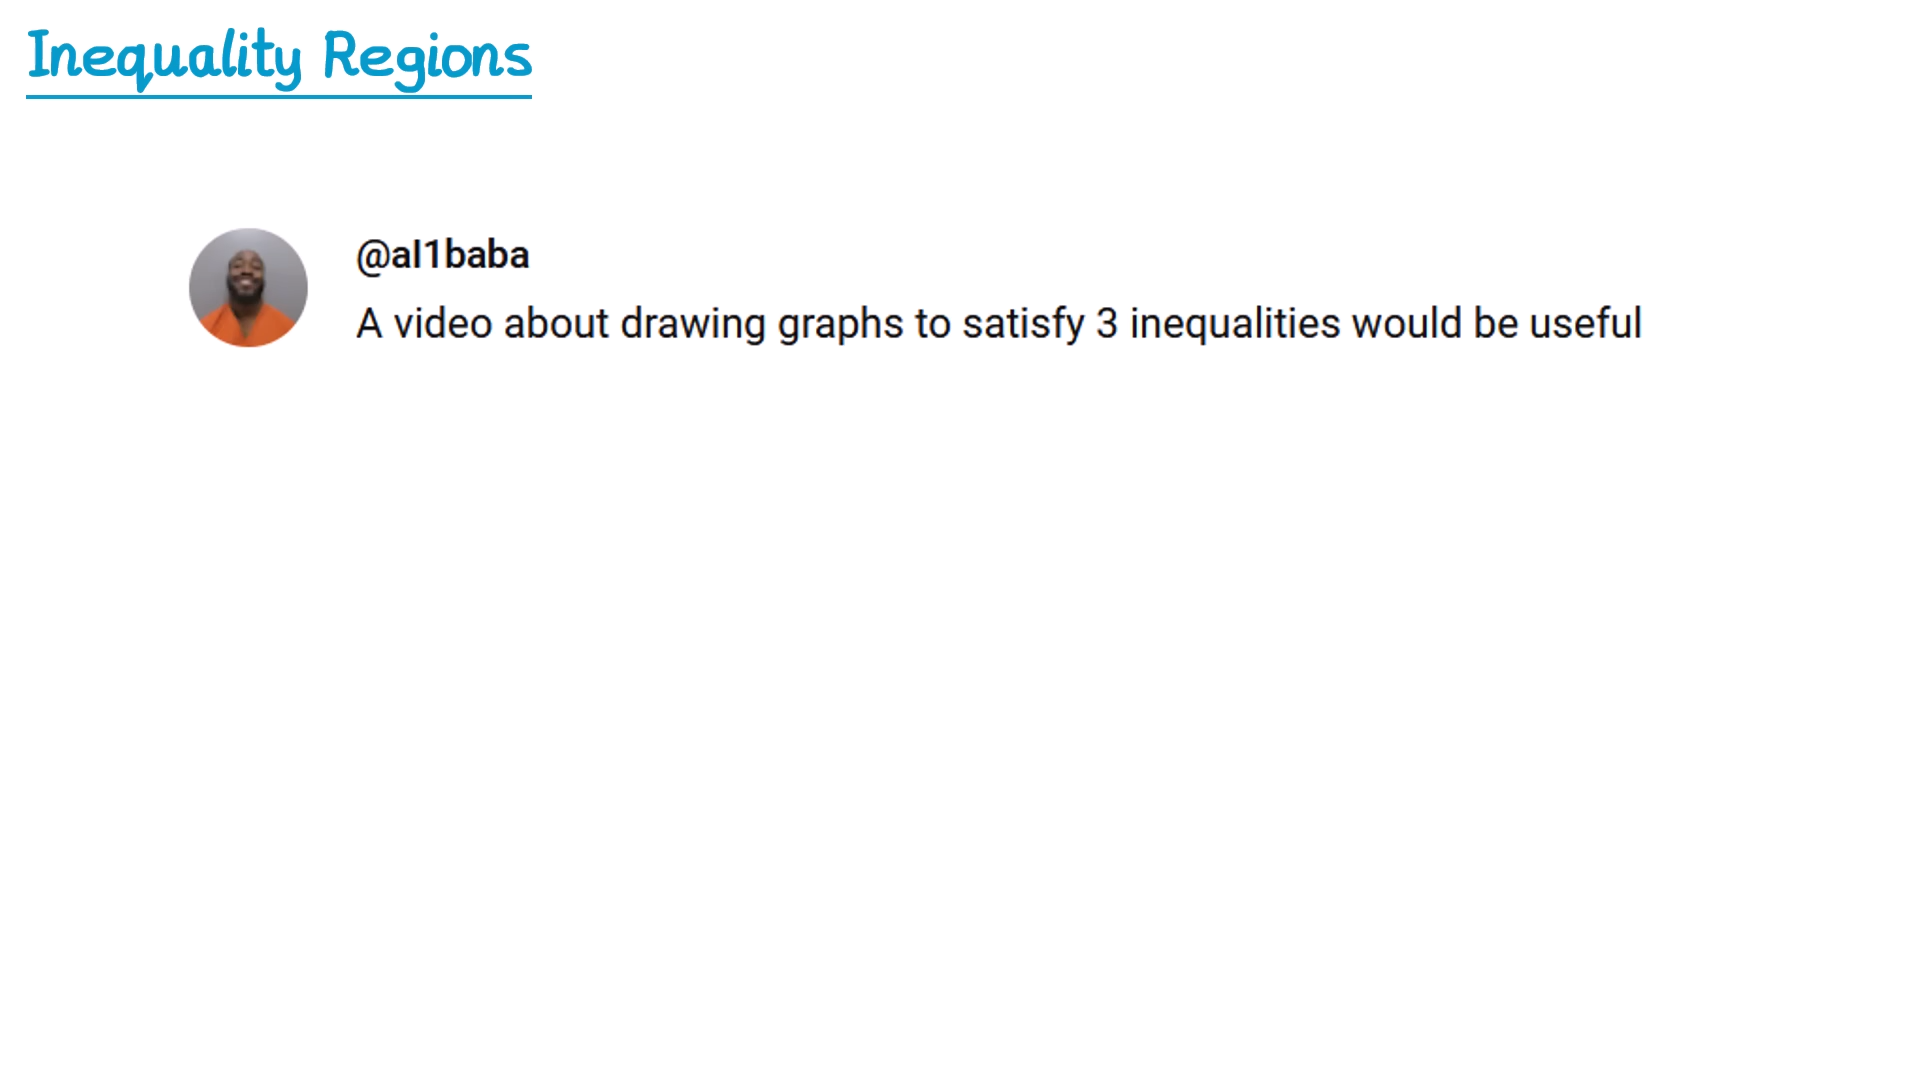 Inequality Regions
@al1baba
A video about drawing graphs to satisfy 3 inequalities would be useful